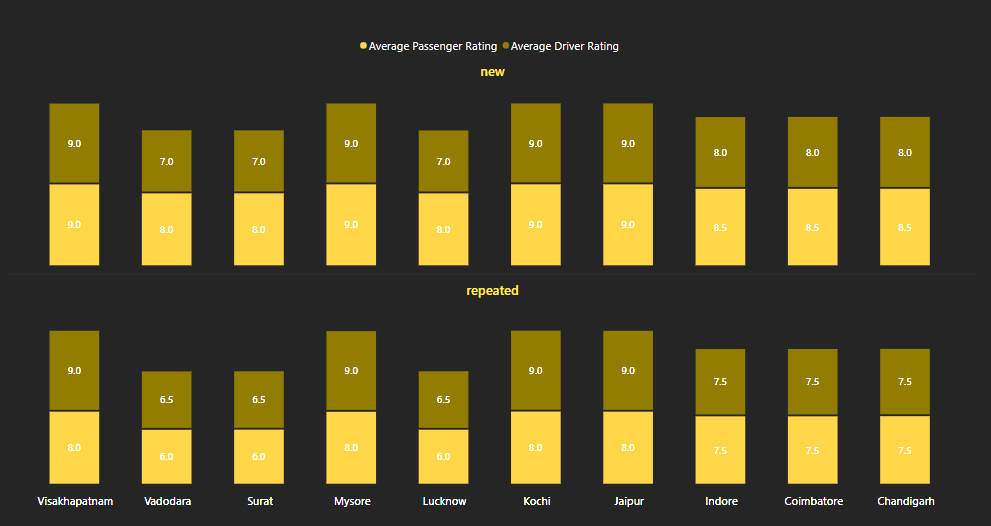 Average Passenger Rating Average Driver Rating
new
9.0 7.0 7.0 9.0 7.0 9.0 9.0 8.0 8.0 8.0
9.0 8.0 8.0 9.0 8.0 9.0 9.0 8.5 8.5 8.5
repeated
9.0 6.5 6.5 9.0 6.5 9.0 9.0 7.5 7.5 7.5
8.0 6.0 6.0 8.0 6.0 8.0 8.0 7.5 7.5 7.5
Visakhapatnam Vadodara Surat Mysore Lucknow Kochi Jaipur Indore Coimbatore Chandigarh